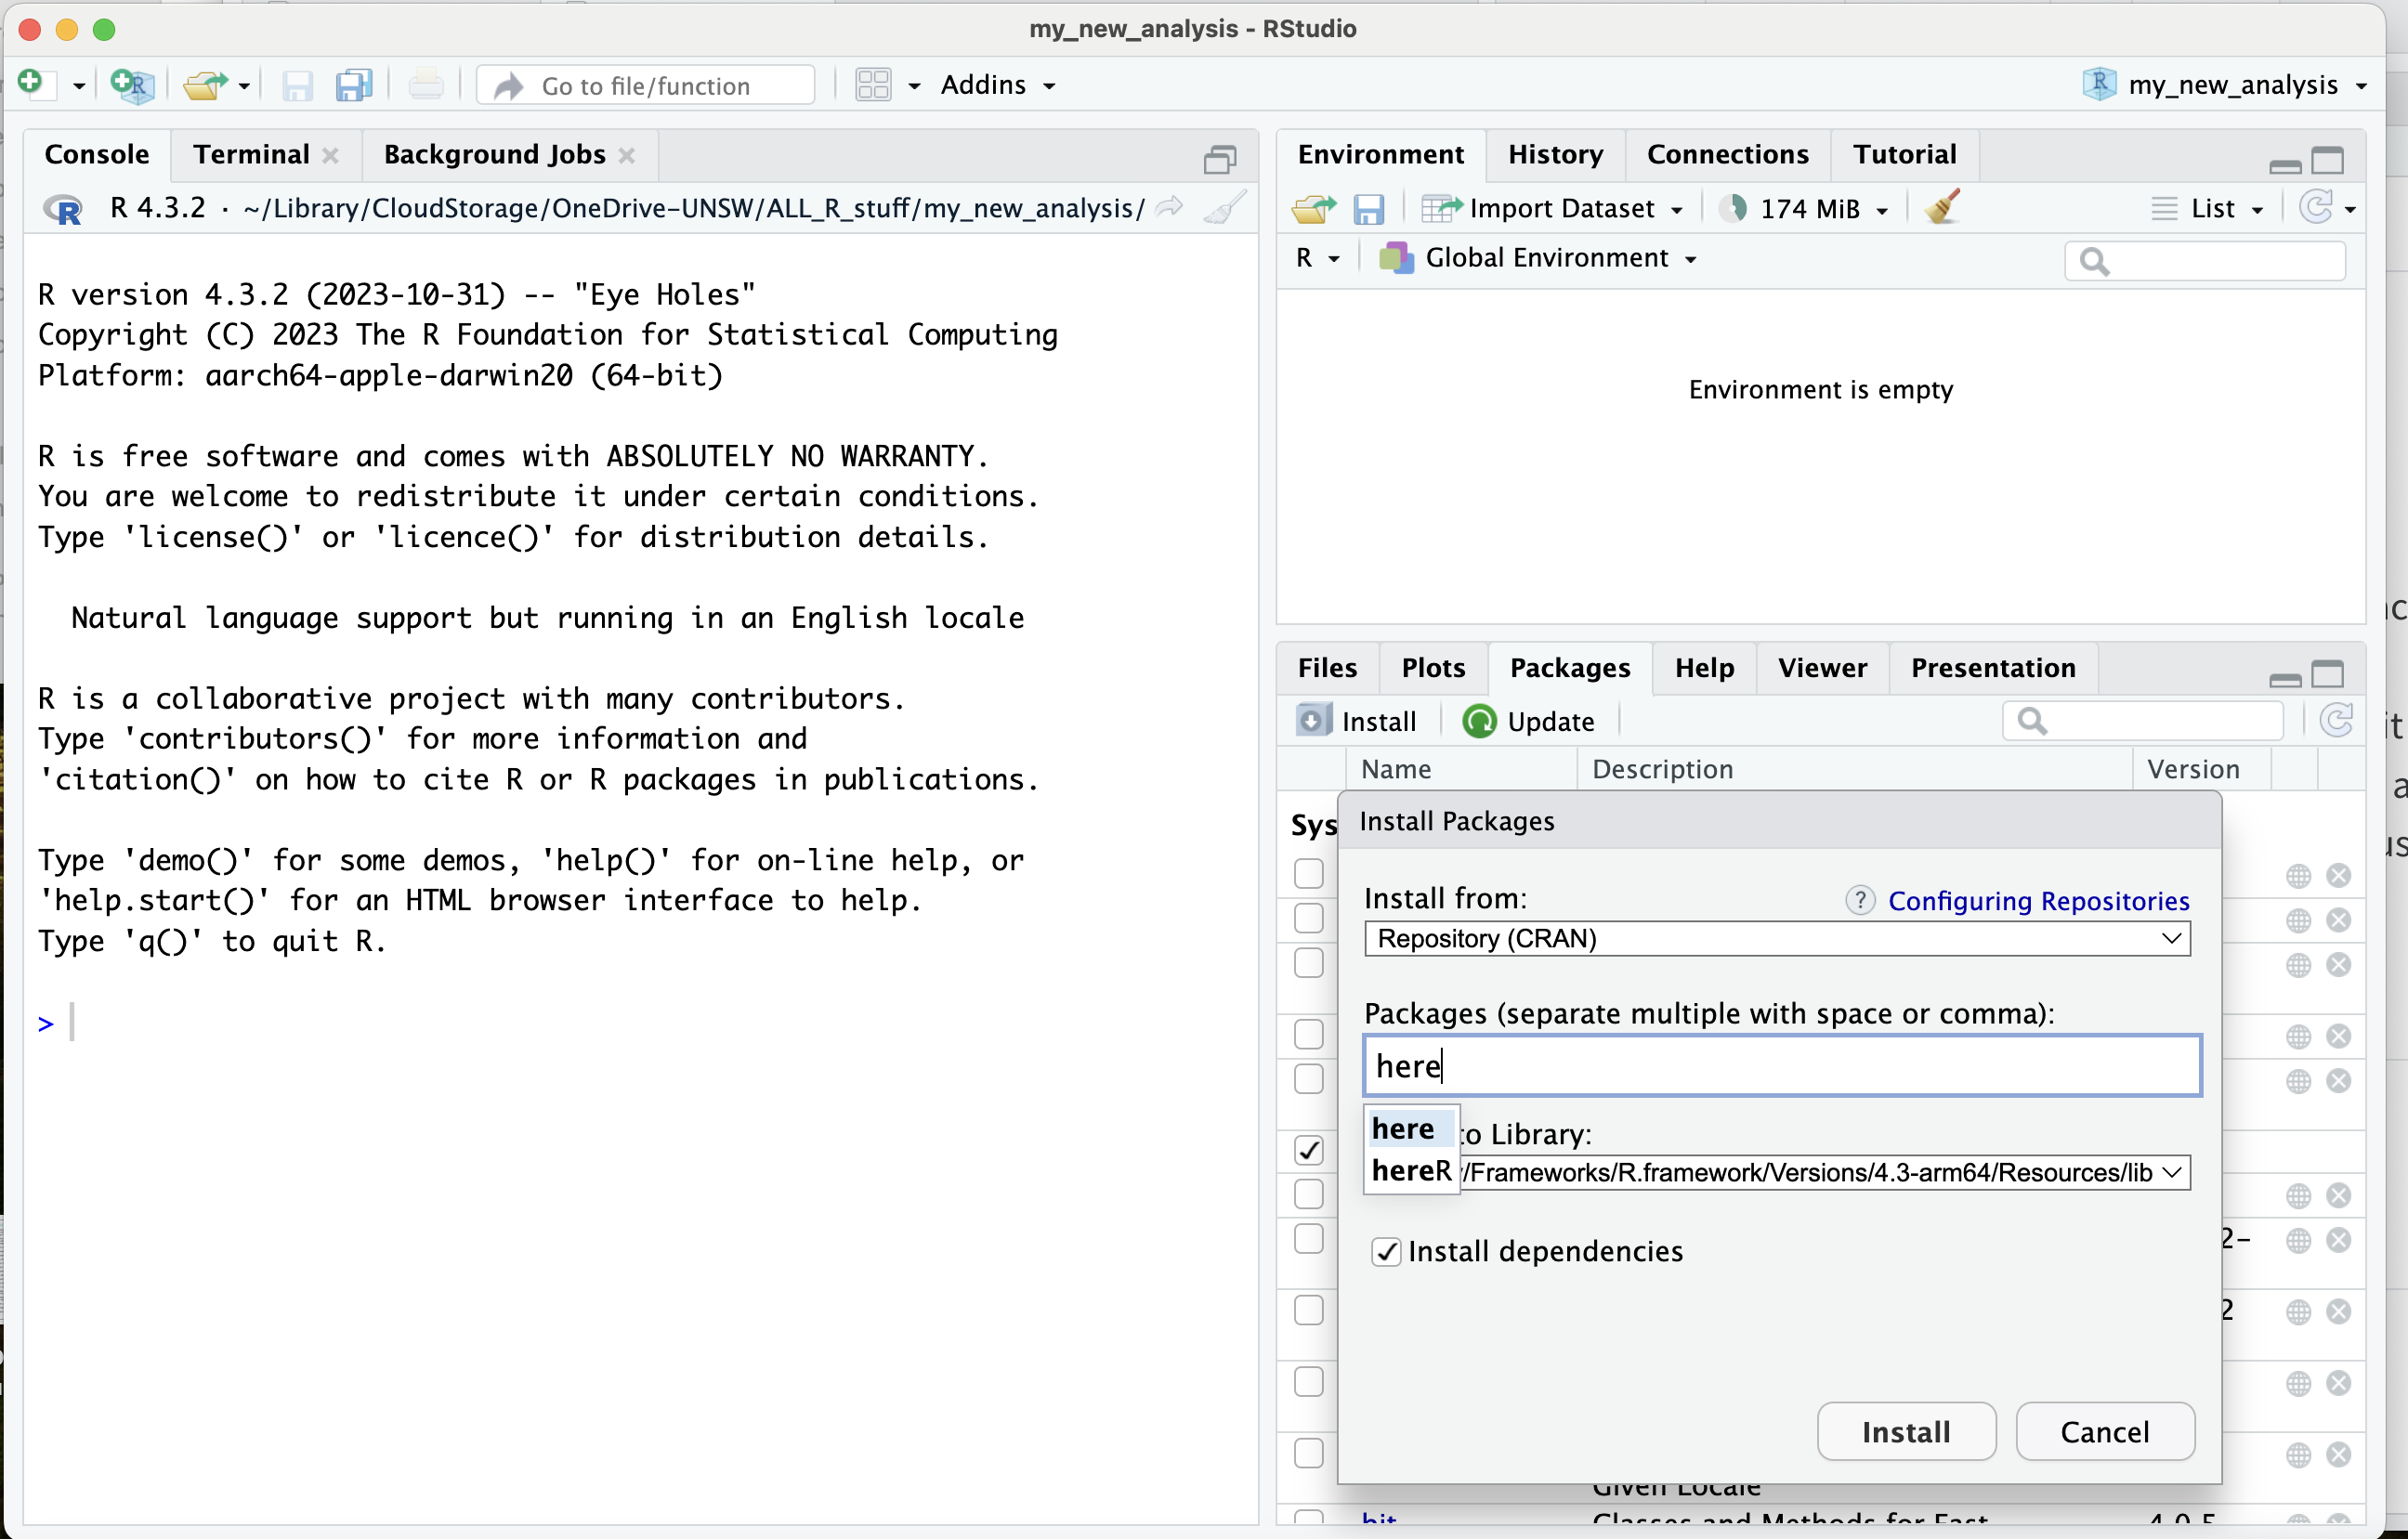 my_new_analysis - RStudio
Go to file/function
Addins
my_new_analysis
Console
Terminal
Background Jobs
R 4.3.2 · ~/Library/CloudStorage/OneDrive-UNSW/ALL_R_stuff/my_new_analysis/
R version 4.3.2 (2023-10-31) -- "Eye Holes"
Copyright (C) 2023 The R Foundation for Statistical Computing
Platform: aarch64-apple-darwin20 (64-bit)
R is free software and comes with ABSOLUTELY NO WARRANTY.
You are welcome to redistribute it under certain conditions.
Type 'license()' or 'licence()' for distribution details.
Natural language support but running in an English locale
R is a collaborative project with many contributors.
Type 'contributors()' for more information and
'citation()' on how to cite R or R packages in publications.
Type 'demo()' for some demos, 'help()' for on-line help, or
'help.start()' for an HTML browser interface to help.
Type 'q()' to quit R.
>
Environment
History
Connections
Tutorial
Import Dataset
174 MiB
List
R
Global Environment
Environment is empty
Files
Plots
Packages
Help
Viewer
Presentation
Install
Update
Name
Description
Version
Sys
Install Packages
Install from:
? Configuring Repositories
Repository (CRAN)
Packages (separate multiple with space or comma):
here
here
hereR
to Library:
/Frameworks/R.framework/Versions/4.3-arm64/Resources/lib
Install dependencies
2-
2
Install
Cancel
Given Locale
bit
Classes and Methods for Fast
4.0.5